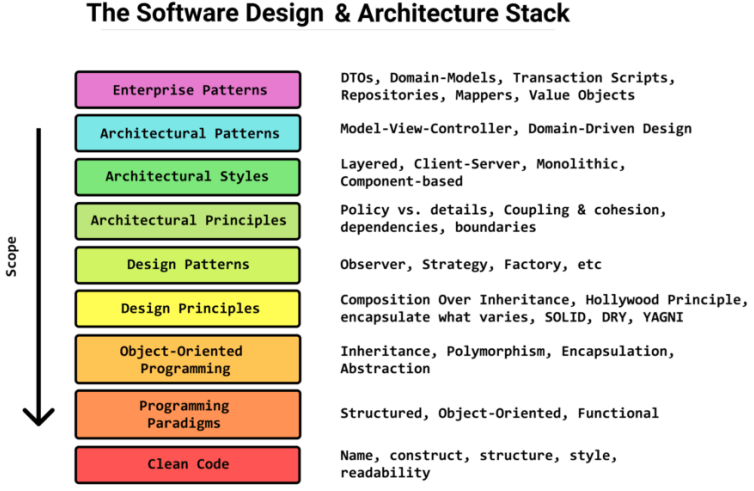 The Software Design & Architecture Stack
Enterprise Patterns
DTOs, Domain-Models, Transaction Scripts,
Repositories, Mappers, Value Objects
Architectural Patterns
Model-View-Controller, Domain-Driven Design
Architectural Styles
Layered, Client-Server, Monolithic,
Component-based
Architectural Principles
Policy vs. details, Coupling & cohesion,
dependencies, boundaries
Design Patterns
Observer, Strategy, Factory, etc
Design Principles
Composition Over Inheritance, Hollywood Principle,
encapsulate what varies, SOLID, DRY, YAGNI
Object-Oriented
Programming
Inheritance, Polymorphism, Encapsulation,
Abstraction
Programming
Paradigms
Structured, Object-Oriented, Functional
Clean Code
Name, construct, structure, style,
readability
Scope